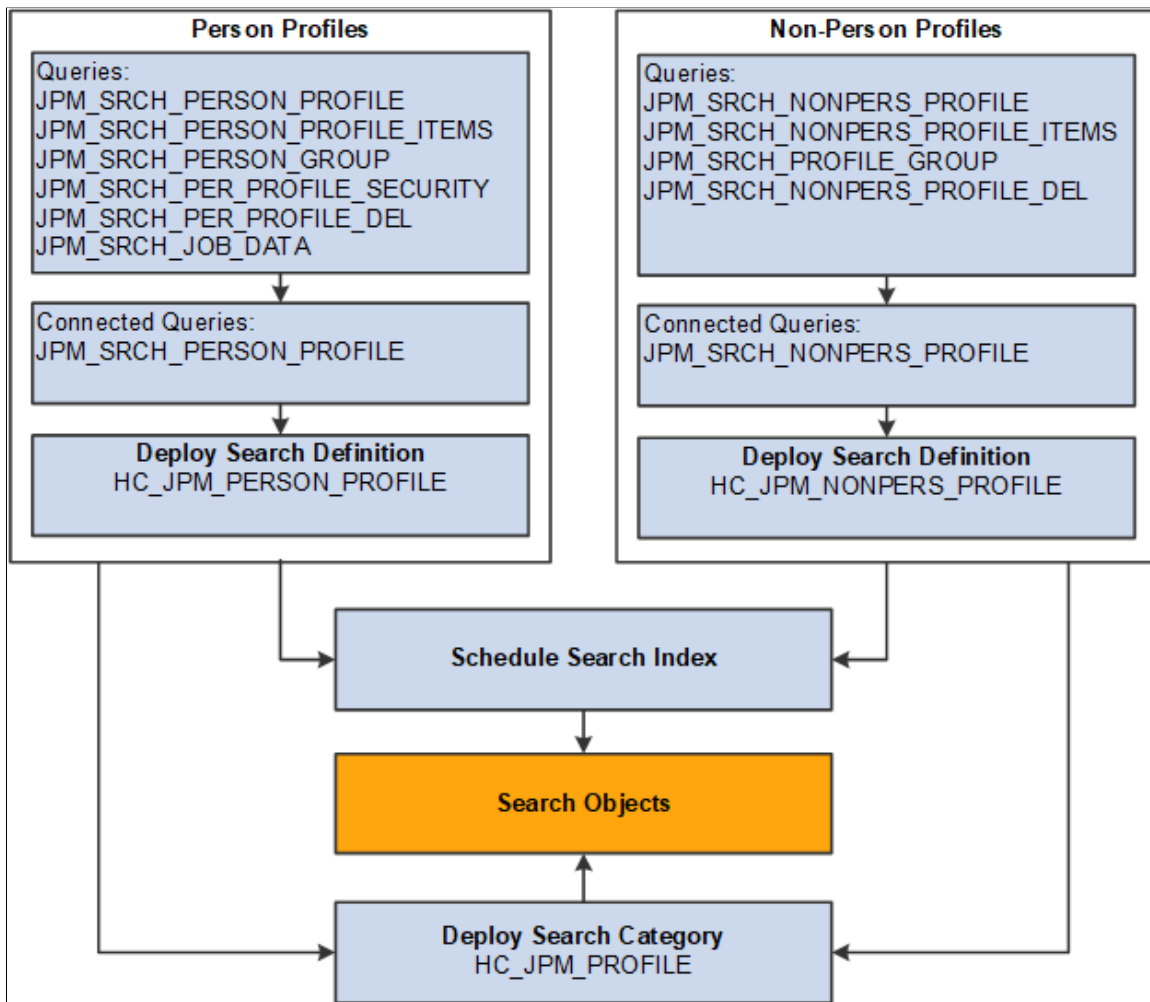 Person Profiles
Queries:
JPM_SRCH_PERSON_PROFILE
JPM_SRCH_PERSON_PROFILE_ITEMS
JPM_SRCH_PERSON_GROUP
JPM_SRCH_PER_PROFILE_SECURITY
JPM_SRCH_PER_PROFILE_DEL
JPM_SRCH_JOB_DATA
Connected Queries:
JPM_SRCH_PERSON_PROFILE
Deploy Search Definition
HC_JPM_PERSON_PROFILE
Non-Person Profiles
Queries:
JPM_SRCH_NONPERS_PROFILE
JPM_SRCH_NONPERS_PROFILE_ITEMS
JPM_SRCH_PROFILE_GROUP
JPM_SRCH_NONPERS_PROFILE_DEL
Connected Queries:
JPM_SRCH_NONPERS_PROFILE
Deploy Search Definition
HC_JPM_NONPERS_PROFILE
Schedule Search Index
Search Objects
Deploy Search Category
HC_JPM_PROFILE